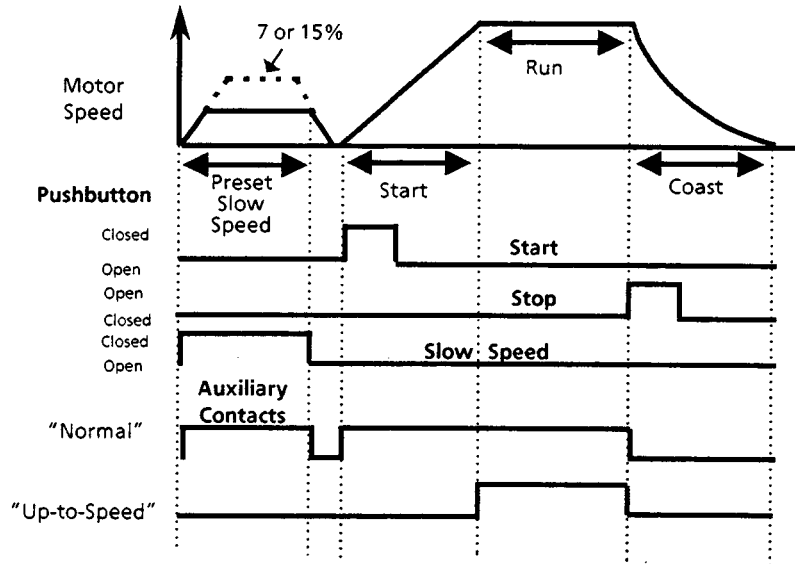 7 or 15%
Motor
Speed
Run
Preset
Slow
Speed
Start
Coast
Pushbutton
Closed
Start
Open
Open
Stop
Closed
Closed
Slow Speed
Open
Auxiliary
Contacts
"Normal"
"Up-to-Speed"